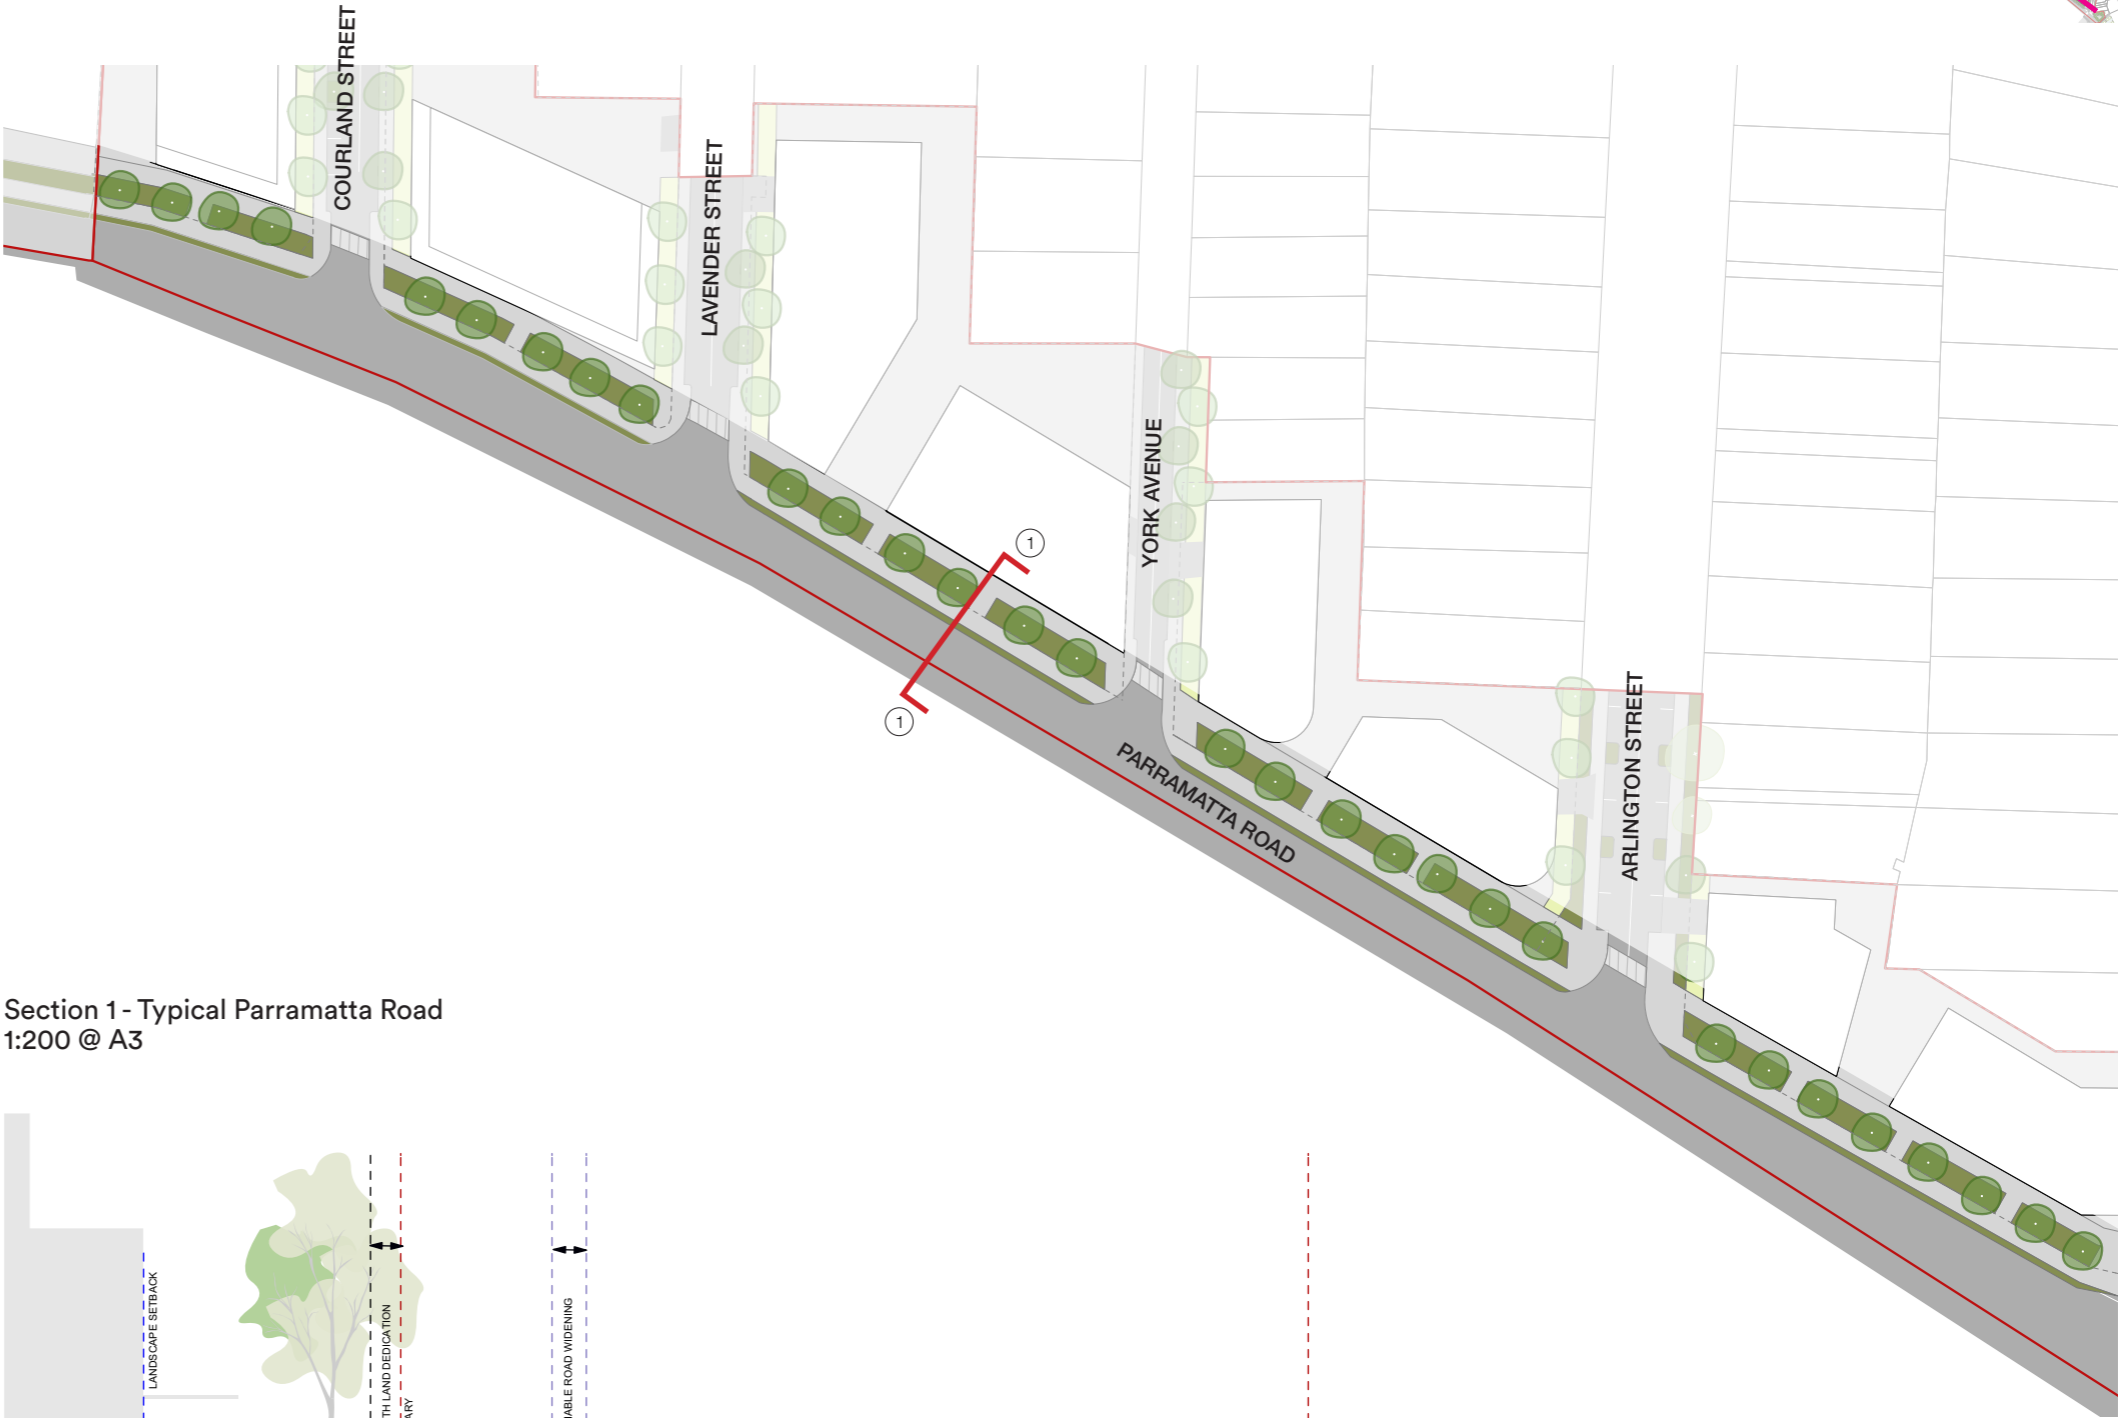 COURLAND STREET
LAVENDER STREET
YORK AVENUE
1
1
PARRAMATTA ROAD
ARLINGTON STREET
Section 1 - Typical Parramatta Road
1:200 @ A3
LANDSCAPE SETBACK
TH LAND DEDICATION
ARY
IABLE ROAD WIDENING